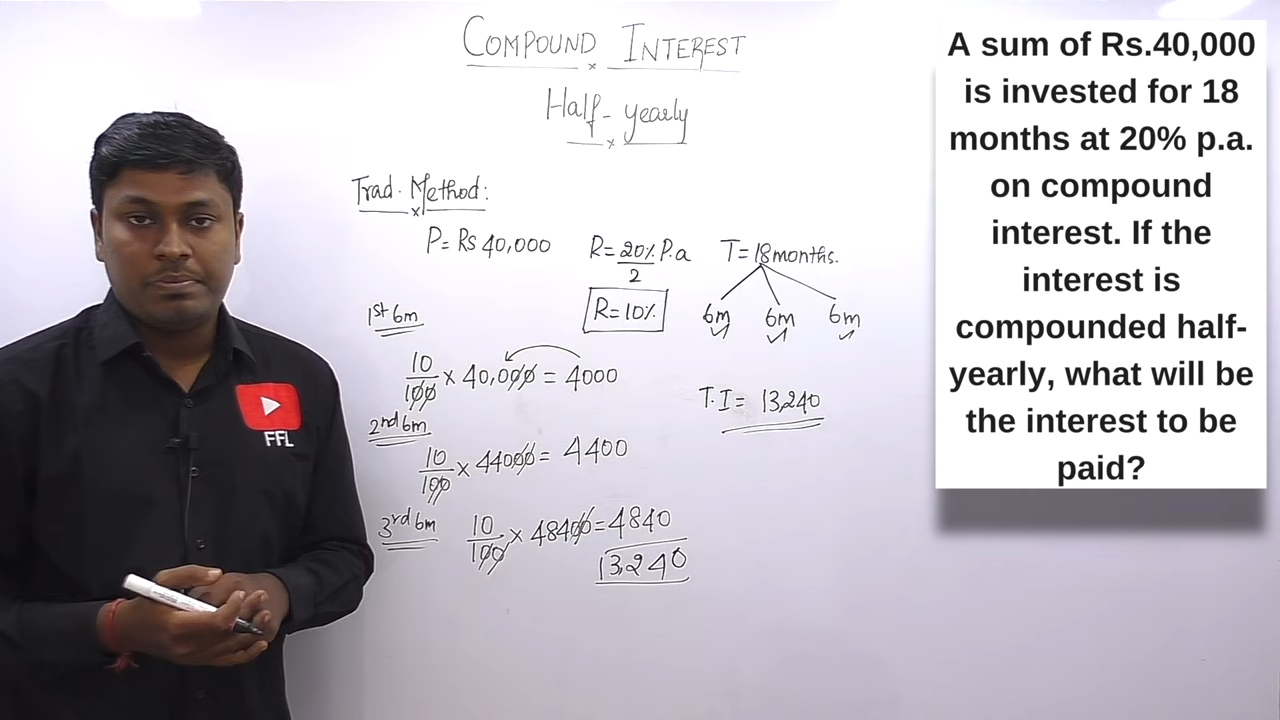 COMPOUND INTEREST
Half-yearly
Trad. Method:
P= Rs 40,000
R= 20% P.a
2
R= 10%
T= 18 months.
6m 6m 6m
1st 6m
10/100 × 40,000 = 4000
2nd 6m
10/100 × 44000 = 4400
3rd 6m
10/100 × 48400 = 4840
13,240
T.I = 13,240
FFL
A sum of Rs.40,000
is invested for 18
months at 20% p.a.
on compound
interest. If the
interest is
compounded half-
yearly, what will be
the interest to be
paid?